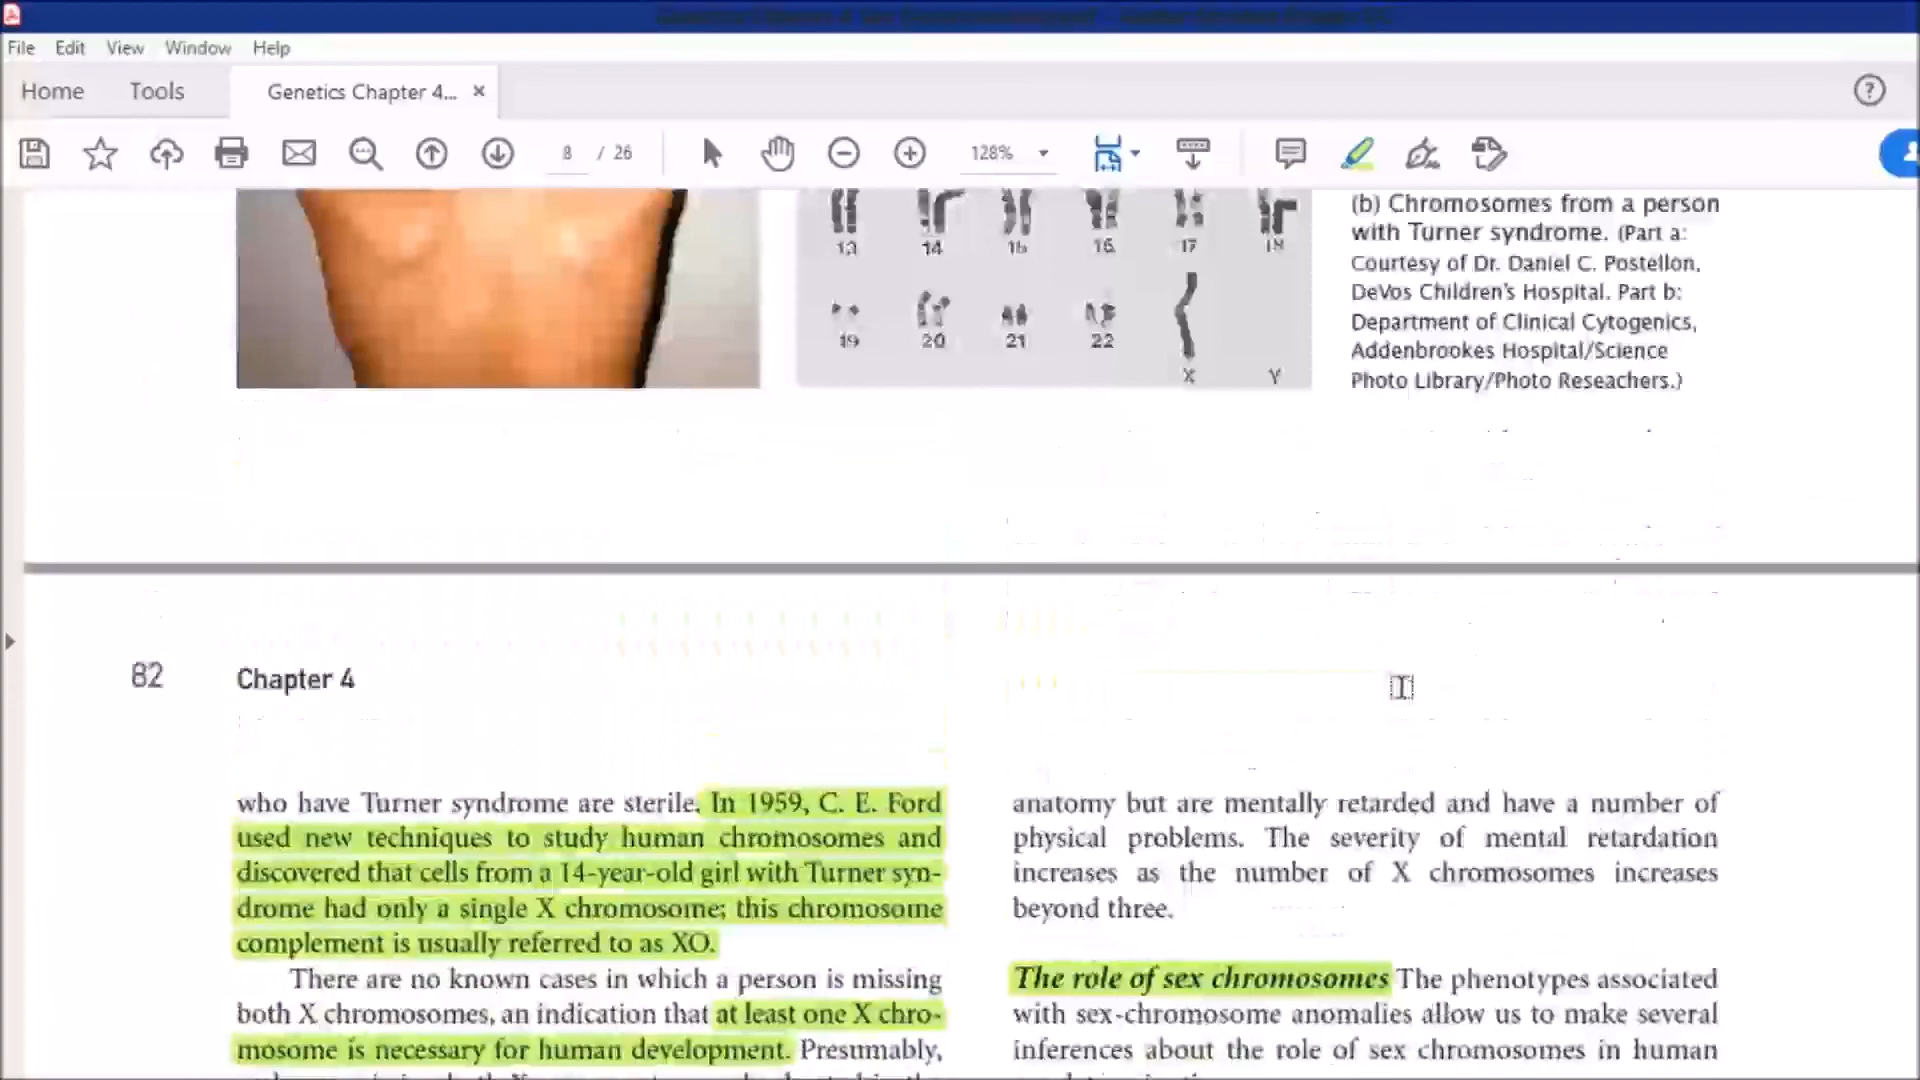 File Edit View Window Help
Home Tools Genetics Chapter 4... ×
8 / 26 128%
13 14 15 16 17 18
19 20 21 22
X Y
(b) Chromosomes from a person
with Turner syndrome. (Part a:
Courtesy of Dr. Daniel C. Postellon,
DeVos Children's Hospital. Part b:
Department of Clinical Cytogenics,
Addenbrookes Hospital/Science
Photo Library/Photo Reseachers.)
82 Chapter 4
who have Turner syndrome are sterile. In 1959, C. E. Ford
used new techniques to study human chromosomes and
discovered that cells from a 14-year-old girl with Turner syn-
drome had only a single X chromosome; this chromosome
complement is usually referred to as XO.
There are no known cases in which a person is missing
both X chromosomes, an indication that at least one X chro-
mosome is necessary for human development. Presumably,
anatomy but are mentally retarded and have a number of
physical problems. The severity of mental retardation
increases as the number of X chromosomes increases
beyond three.
The role of sex chromosomes The phenotypes associated
with sex-chromosome anomalies allow us to make several
inferences about the role of sex chromosomes in human